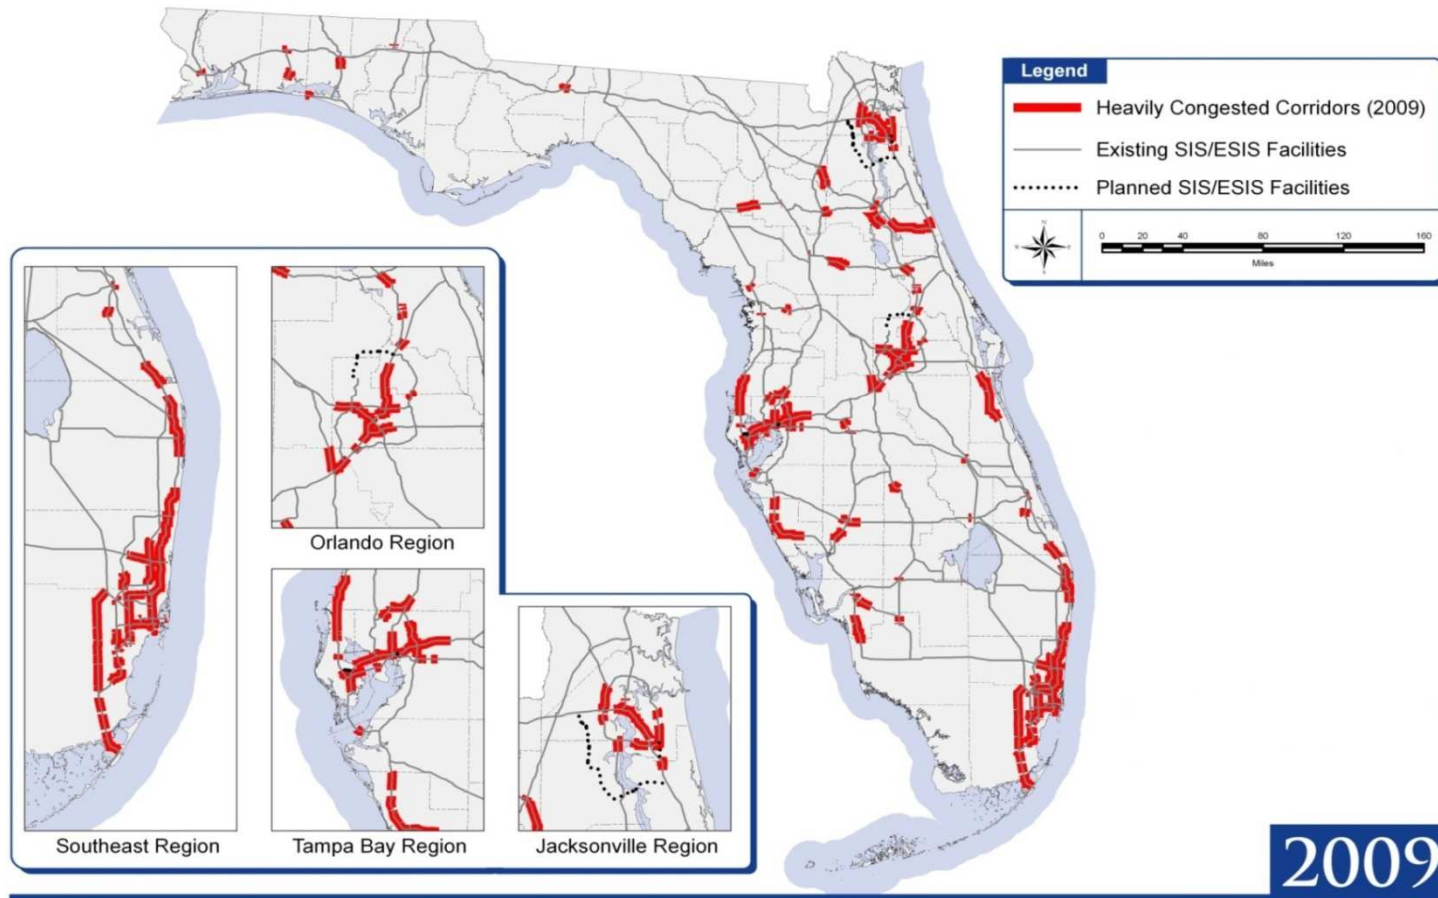 Legend
Heavily Congested Corridors (2009)
Existing SIS/ESIS Facilities
Planned SIS/ESIS Facilities
0 20 40 80 120 160
Miles
Southeast Region
Orlando Region
Tampa Bay Region
Jacksonville Region
2009